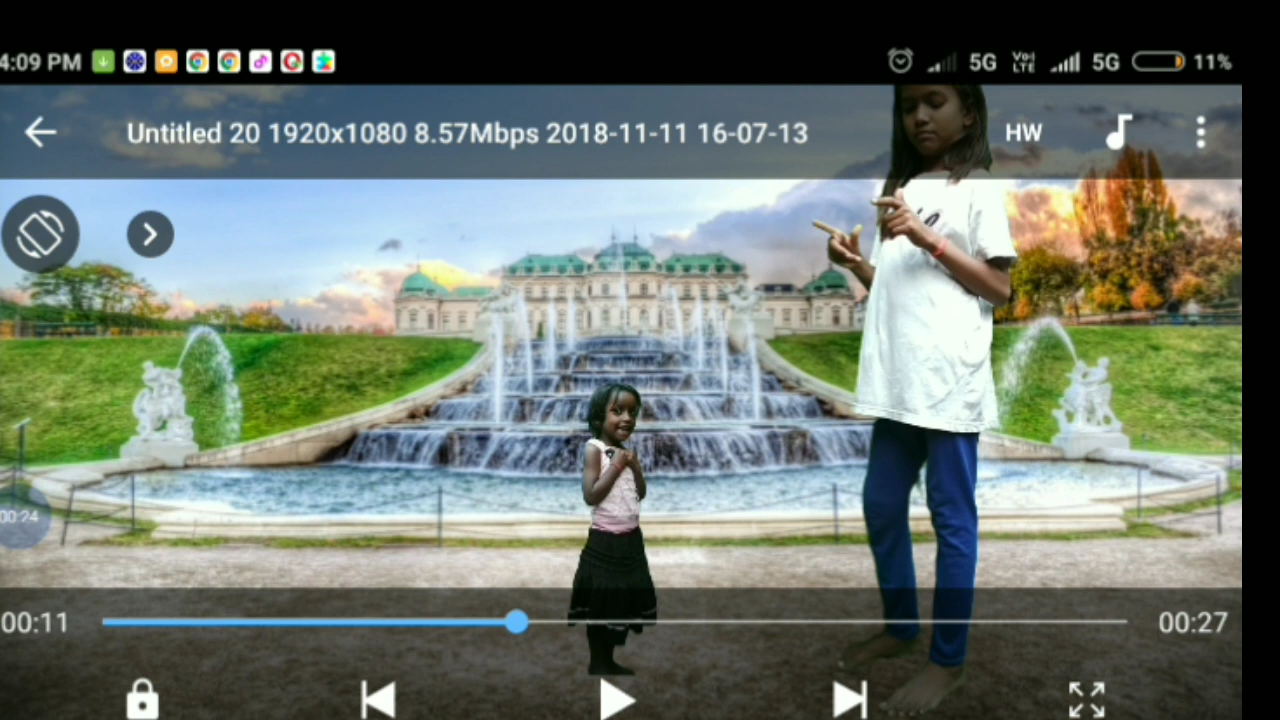 4:09 PM 5G Vo) LTE 5G 11%
Untitled 20 1920x1080 8.57Mbps 2018-11-11 16-07-13 HW
00:24
00:11 00:27